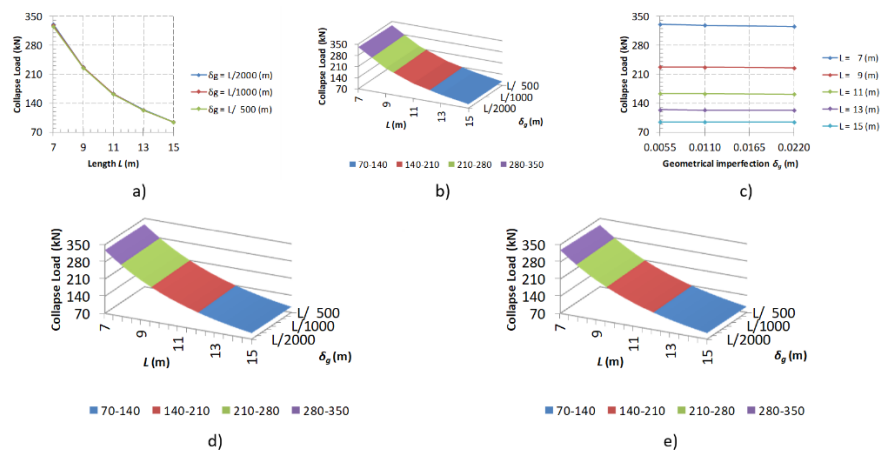 350
280
210
140
70
Collapse Load (kN)
7 9 11 13 15
Length L (m)
δg = L/2000 (m)
δg = L/1000 (m)
δg = L/ 500 (m)
a)
350
280
210
140
70
Collapse Load (kN)
7 9 11 13 15
L (m)
L/ 500
L/1000
L/2000
δg (m)
70-140 140-210 210-280 280-350
b)
350
280
210
140
70
Collapse Load (kN)
0.0055 0.0110 0.0165 0.0220
Geometrical imperfection δg (m)
L = 7 (m)
L = 9 (m)
L = 11 (m)
L = 13 (m)
L = 15 (m)
c)
350
280
210
140
70
Collapse Load (kN)
7 9 11 13 15
L (m)
L/ 500
L/1000
L/2000
δg (m)
70-140 140-210 210-280 280-350
d)
350
280
210
140
70
Collapse Load (kN)
7 9 11 13 15
L (m)
L/ 500
L/1000
L/2000
δg (m)
70-140 140-210 210-280 280-350
e)